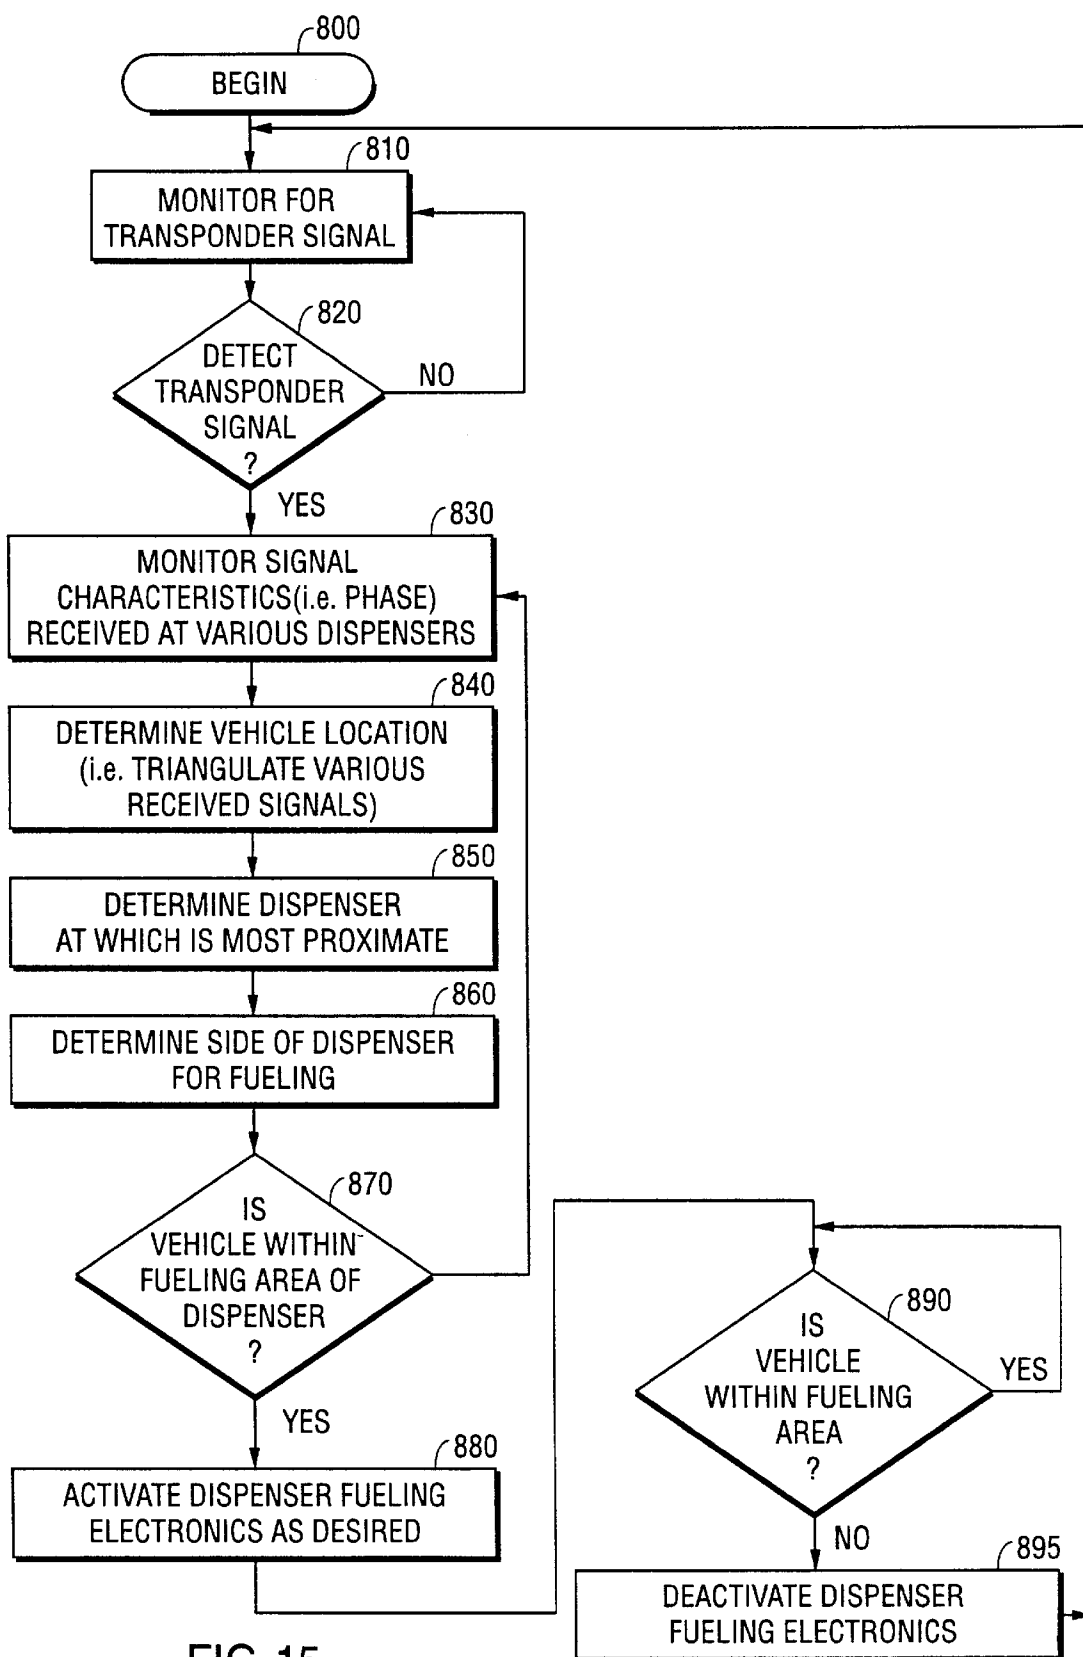 800
BEGIN
810
MONITOR FOR
TRANSPONDER SIGNAL
820
DETECT
TRANSPONDER
SIGNAL
?
NO
YES
830
MONITOR SIGNAL
CHARACTERISTICS(i.e. PHASE)
RECEIVED AT VARIOUS DISPENSERS
840
DETERMINE VEHICLE LOCATION
(i.e. TRIANGULATE VARIOUS
RECEIVED SIGNALS)
850
DETERMINE DISPENSER
AT WHICH IS MOST PROXIMATE
860
DETERMINE SIDE OF DISPENSER
FOR FUELING
870
IS
VEHICLE WITHIN
FUELING AREA OF
DISPENSER
?
YES
880
ACTIVATE DISPENSER FUELING
ELECTRONICS AS DESIRED
890
IS
VEHICLE
WITHIN FUELING
AREA
?
YES
NO
895
DEACTIVATE DISPENSER
FUELING ELECTRONICS
FIG. 15